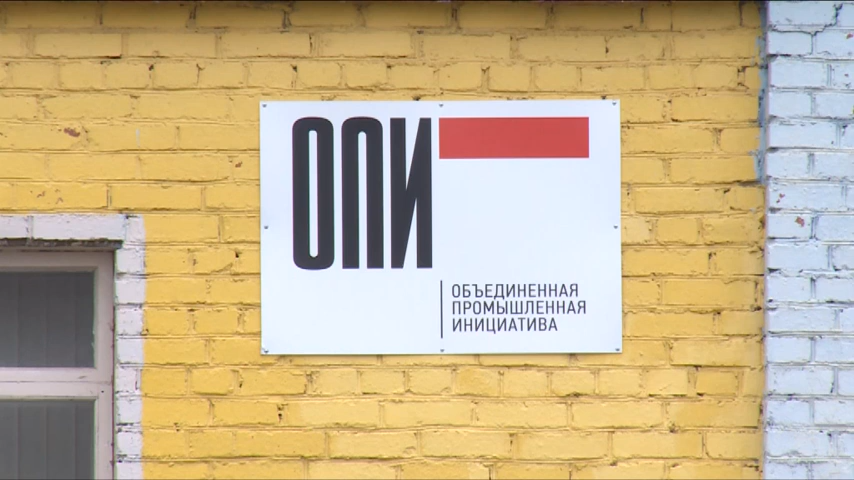 ОПИ
ОБЪЕДИНЕННАЯ
ПРОМЫШЛЕННАЯ
ИНИЦИАТИВА